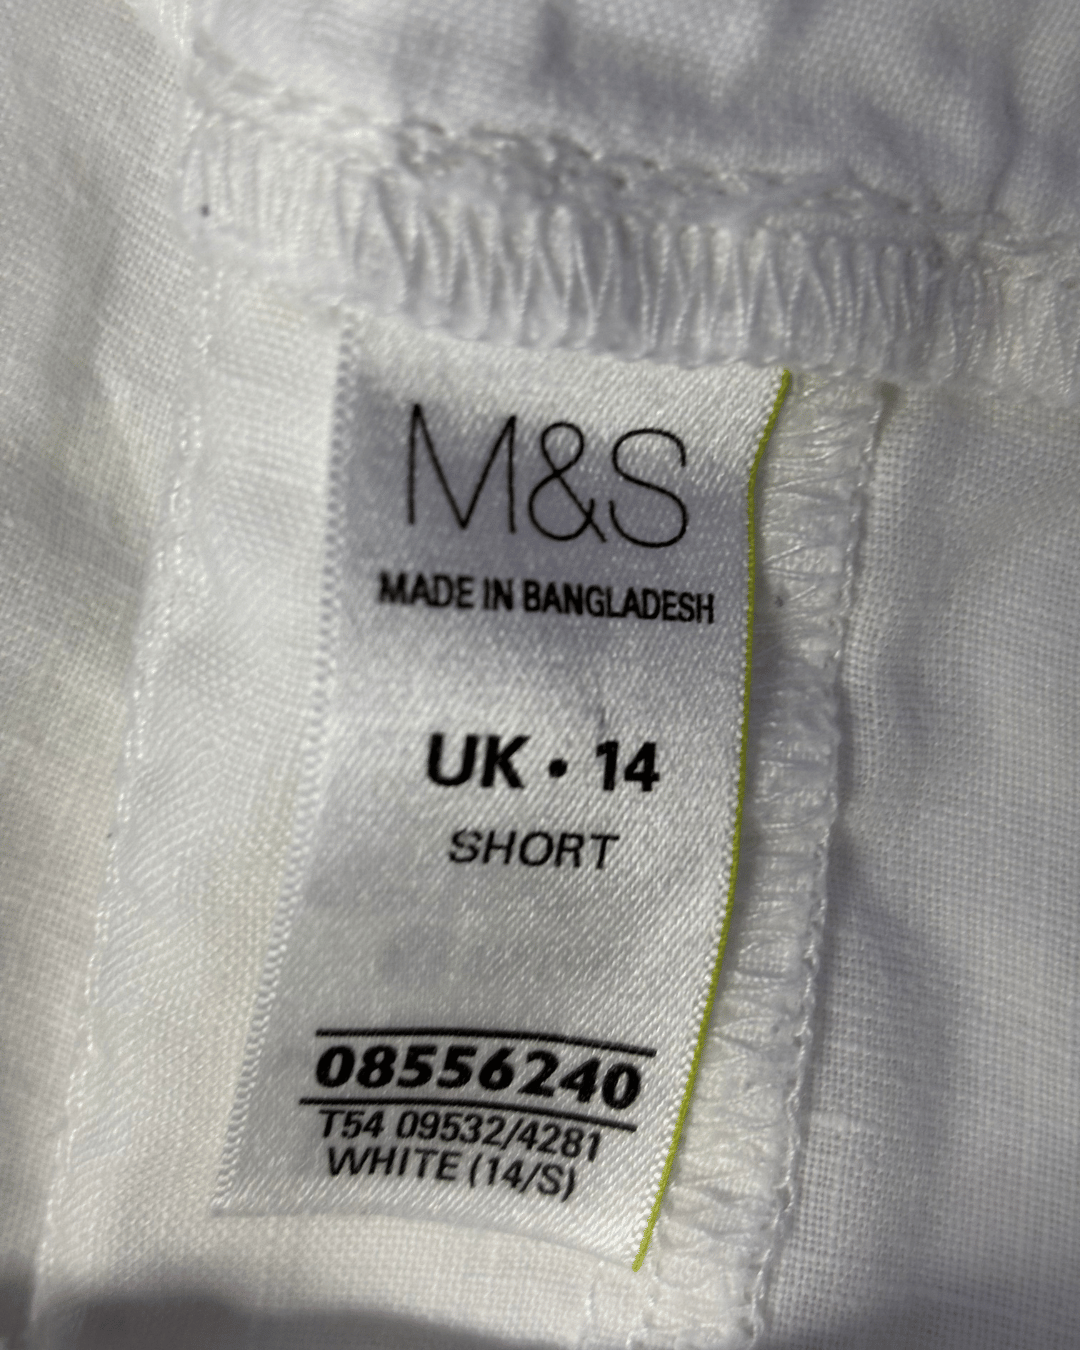 M&S
MADE IN BANGLADESH
UK • 14
SHORT
08556240
T54 09532/4281
WHITE (14/S)